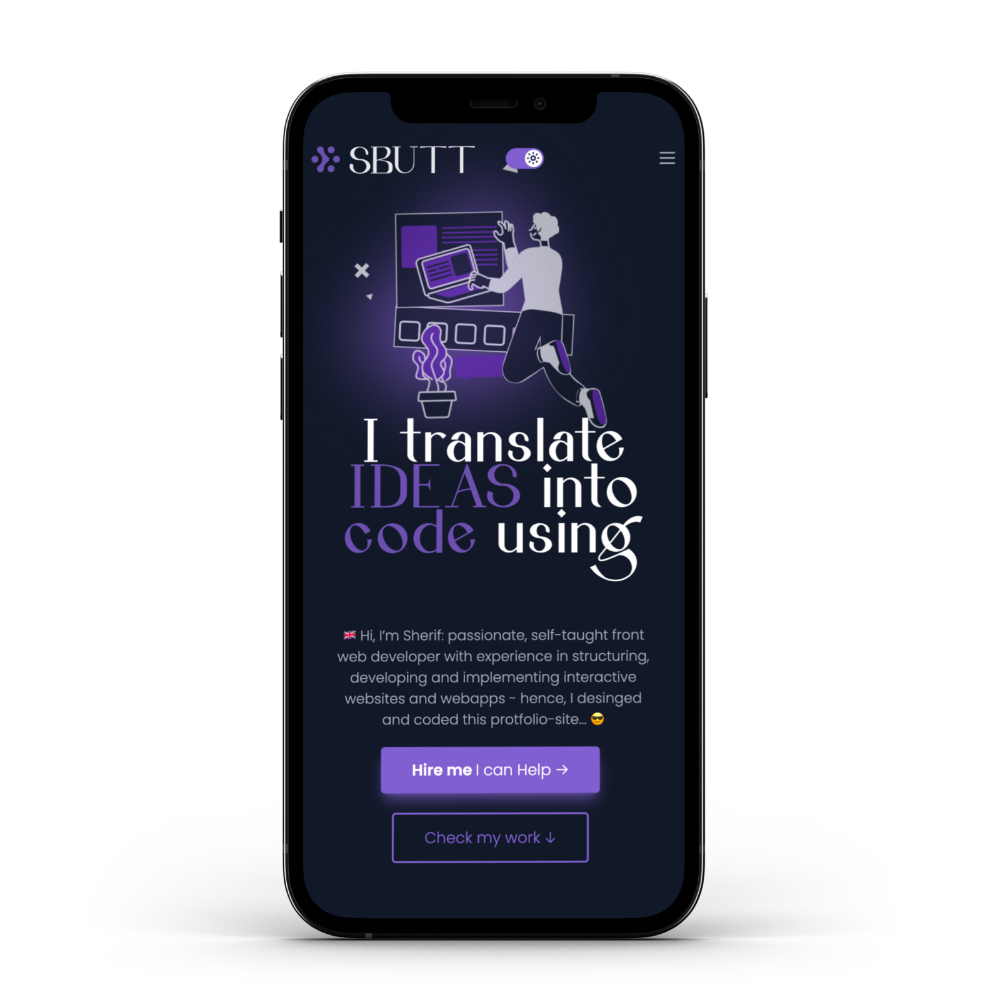 SBUTT
I translate
IDEAS into
code using
🇬🇧 Hi, I'm Sherif: passionate, self-taught front
web developer with experience in structuring,
developing and implementing interactive
websites and webapps - hence, I desinged
and coded this protfolio-site... 😎
Hire me I can Help →
Check my work ↓